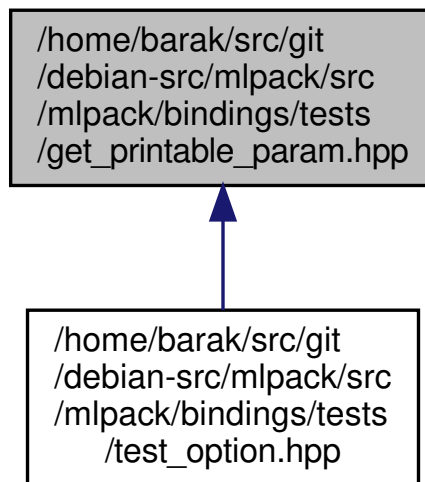 /home/barak/src/git
/debian-src/mlpack/src
/mlpack/bindings/tests
/get_printable_param.hpp
/home/barak/src/git
/debian-src/mlpack/src
/mlpack/bindings/tests
/test_option.hpp